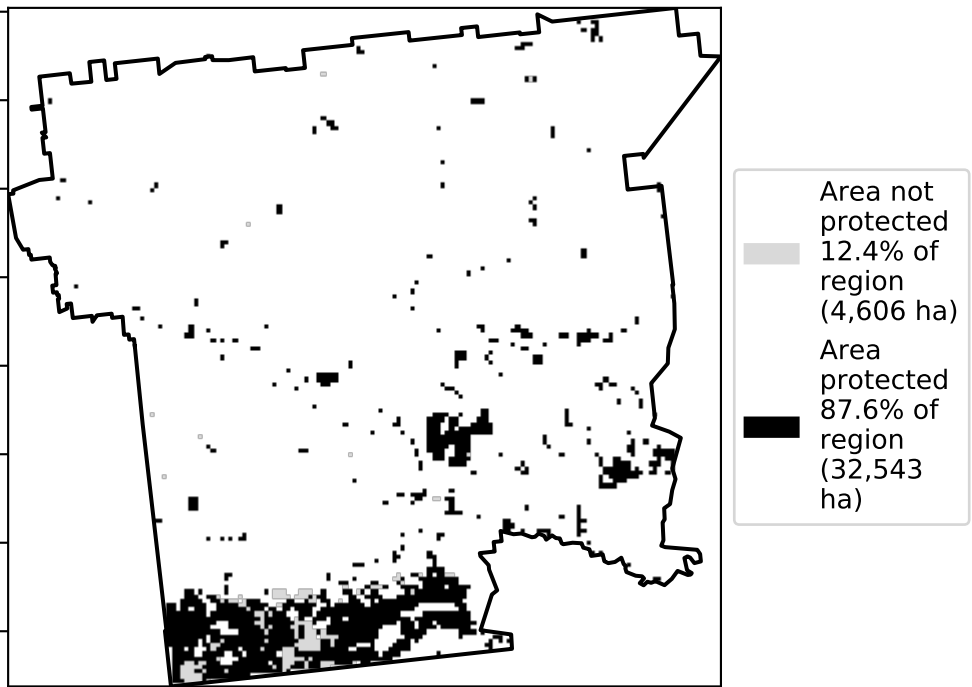 Area not
protected
12.4% of
region
(4,606 ha)
Area
protected
87.6% of
region
(32,543
ha)